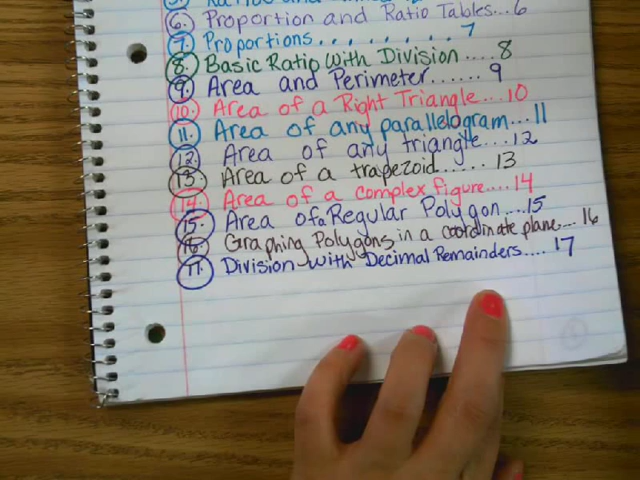 6. Proportion and Ratio Tables...6
7. Proportions........7
8. Basic Ratio with Division....8
9. Area and Perimeter.......9
10. Area of a Right Triangle....10
11. Area of any parallelogram...11
12. Area of any triangle....12
13. Area of a trapezoid......13
14. Area of a complex figure....14
15. Area of a Regular Polygon....15
16. Graphing Polygons in a coordinate plane....16
17. Division with Decimal Remainders....17